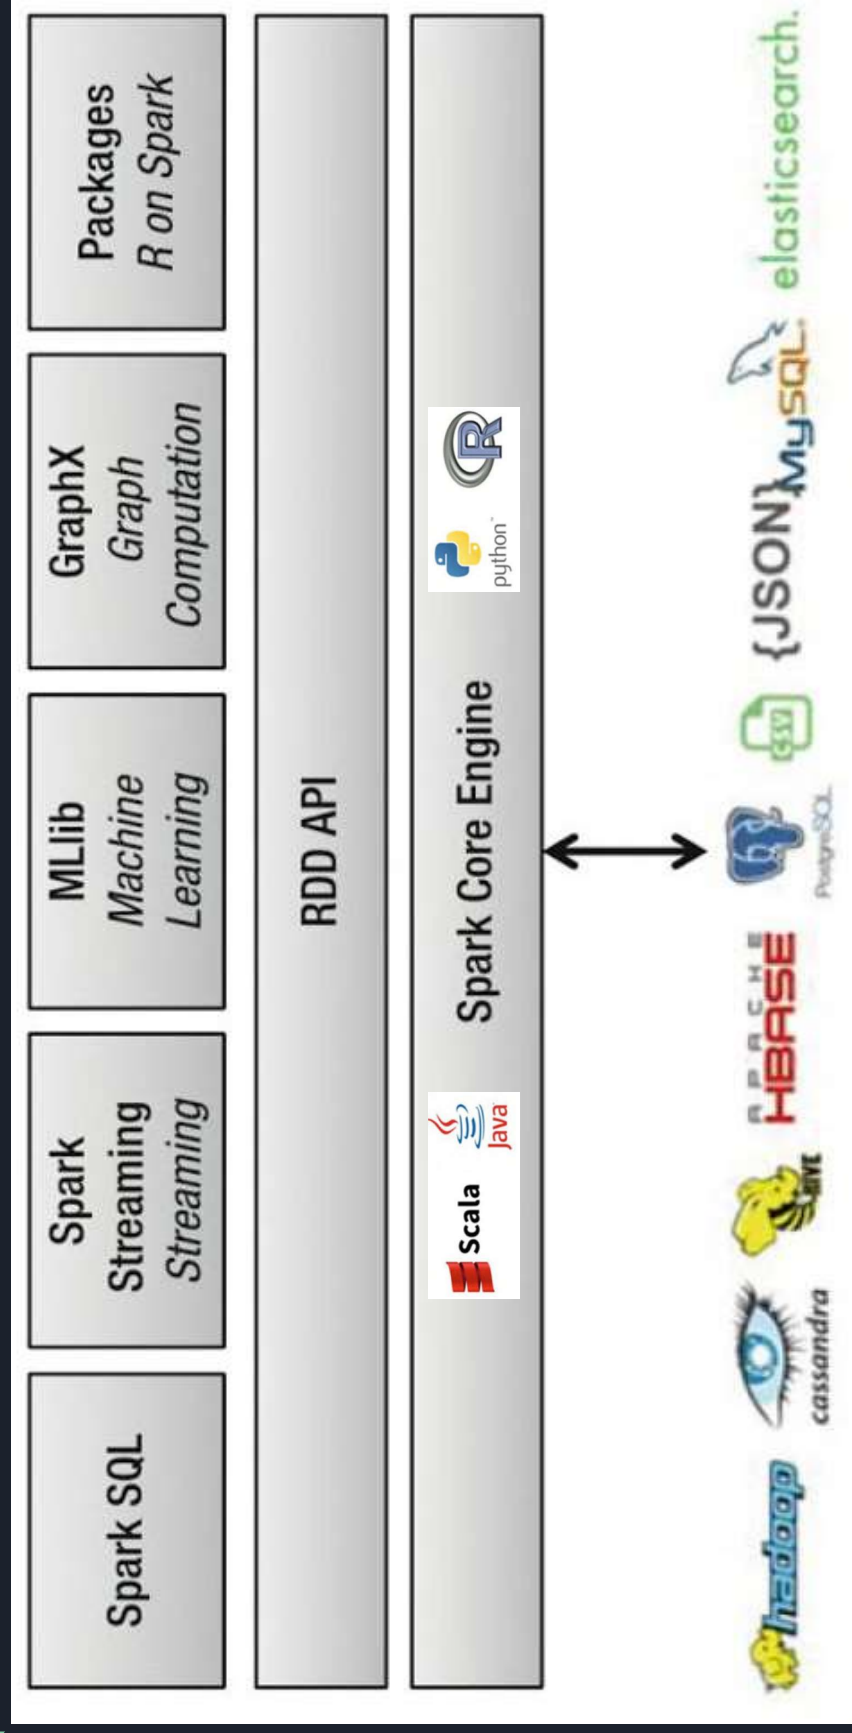 Spark SQL
Spark
Streaming
Streaming
MLlib
Machine
Learning
GraphX
Graph
Computation
Packages
R on Spark
RDD API
Scala
Java
Spark Core Engine
python
R
hadoop
cassandra
HIVE
APACHE
HBASE
PostgreSQL
CSV
{JSON}
MySQL.
elasticsearch.